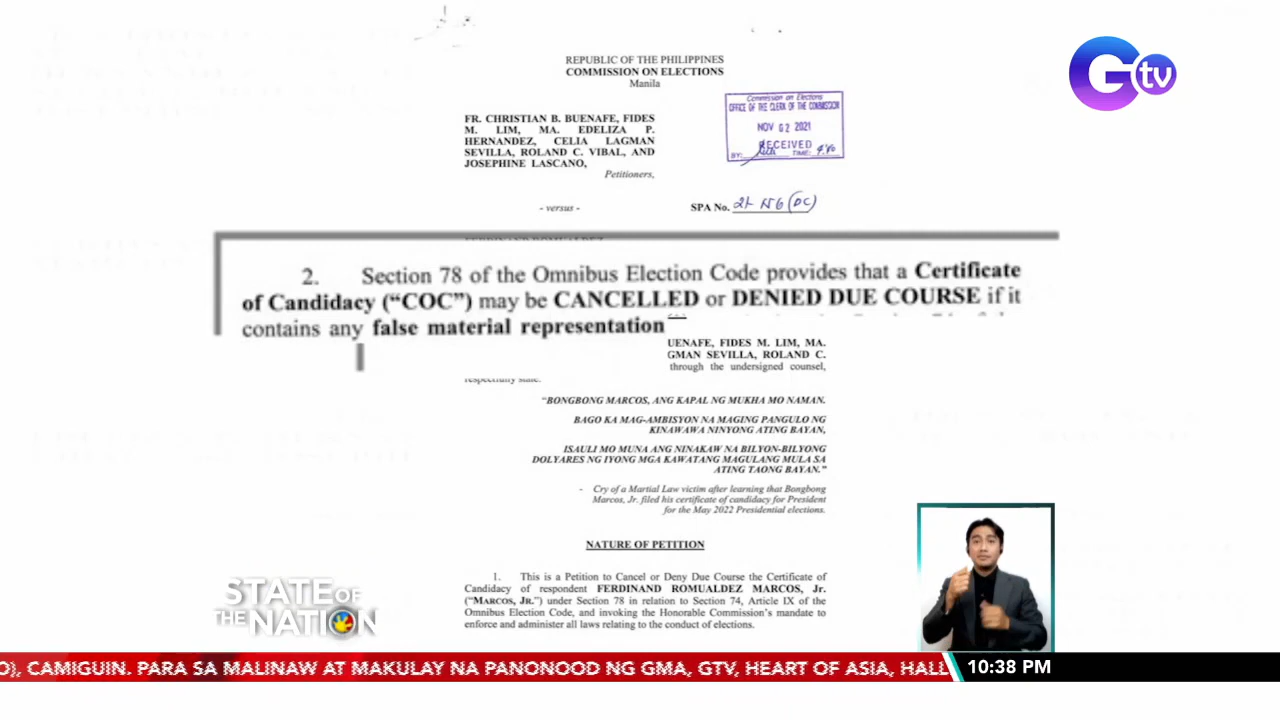 REPUBLIC OF THE PHILIPPINES
COMMISSION ON ELECTIONS
Manila
Gtv
Commission on Elections
OFFICE OF THE CLERK OF THE COMMISSION
NOV 02 2021
RECEIVED
BY: TIME:
FR. CHRISTIAN B. BUENAFE, FIDES
M. LIM, MA. EDELIZA P.
HERNANDEZ, CELIA LAGMAN
SEVILLA, ROLAND C. VIBAL, AND
JOSEPHINE LASCANO,
Petitioners,
- versus -
SPA No.
2. Section 78 of the Omnibus Election Code provides that a Certificate
of Candidacy (“COC”) may be CANCELLED or DENIED DUE COURSE if it
contains any false material representation
UENAFE, FIDES M. LIM, MA.
GMAN SEVILLA, ROLAND C.
through the undersigned counsel,
respectfully state:
“BONGBONG MARCOS, ANG KAPAL NG MUKHA MO NAMAN.
BAGO KA MAG-AMBISYON NA MAGING PANGULO NG
KINAWAWA NINYONG ATING BAYAN,
ISAULI MO MUNA ANG NINAKAW NA BILYON-BILYONG
DOLYARES NG IYONG MGA KAWATANG MAGULANG MULA SA
ATING TAONG BAYAN.”
- Cry of a Martial Law victim after learning that Bongbong
Marcos, Jr. filed his certificate of candidacy for President
for the May 2022 Presidential elections.
NATURE OF PETITION
1. This is a Petition to Cancel or Deny Due Course the Certificate of
Candidacy of respondent FERDINAND ROMUALDEZ MARCOS, Jr.
(“MARCOS, JR.”) under Section 78 in relation to Section 74, Article IX of the
Omnibus Election Code, and invoking the Honorable Commission’s mandate to
enforce and administer all laws relating to the conduct of elections.
STATE OF
THE NATION
O), CAMIGUIN. PARA SA MALINAW AT MAKULAY NA PANONOOD NG GMA, GTV, HEART OF ASIA, HALL
10:38 PM